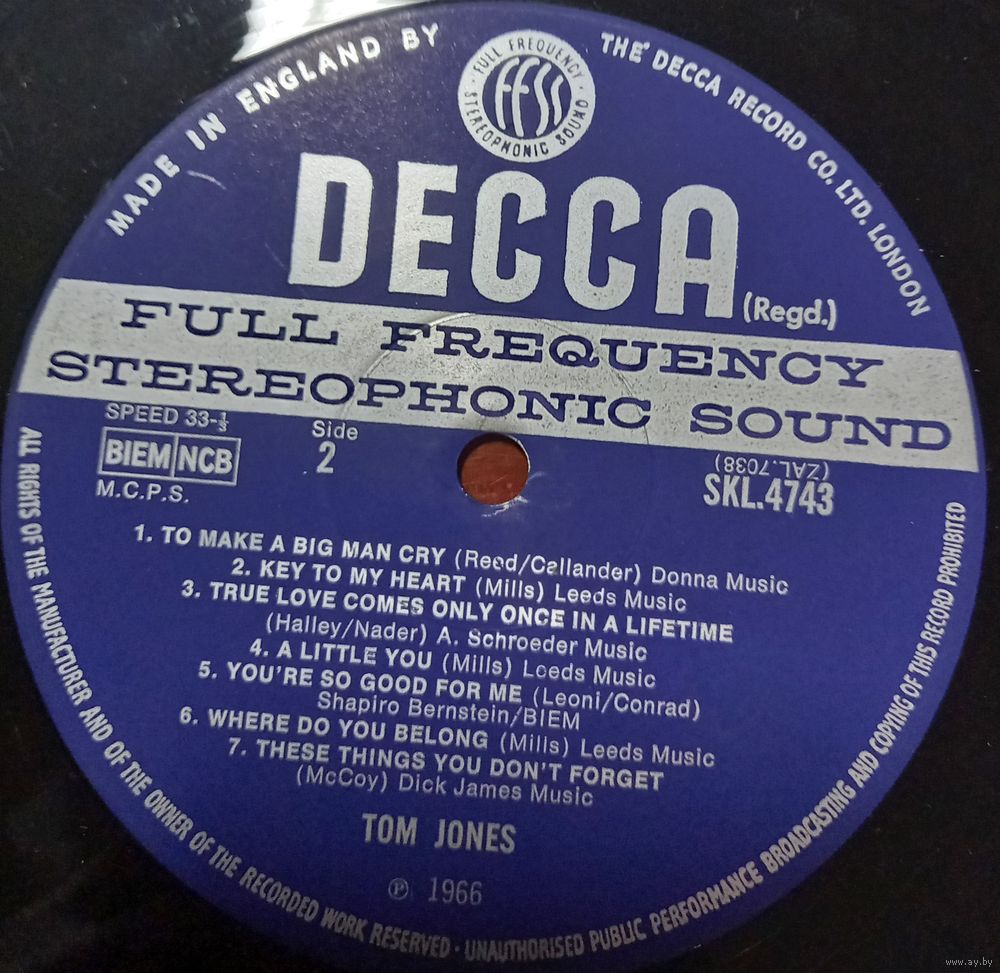 MADE IN ENGLAND BY
THE DECCA RECORD CO. LTD. LONDON
FULL FREQUENCY
ffss
STEREOPHONIC SOUND
DECCA
(Regd.)
FULL FREQUENCY
STEREOPHONIC SOUND
SPEED 33-⅓
BIEM NCB
M.C.P.S.
Side
2
(ZAL.7038)
SKL.4743
1. TO MAKE A BIG MAN CRY (Reed/Callander) Donna Music
2. KEY TO MY HEART (Mills) Leeds Music
3. TRUE LOVE COMES ONLY ONCE IN A LIFETIME
(Halley/Nader) A. Schroeder Music
4. A LITTLE YOU (Mills) Leeds Music
5. YOU'RE SO GOOD FOR ME (Leoni/Conrad)
Shapiro Bernstein/BIEM
6. WHERE DO YOU BELONG (Mills) Leeds Music
7. THESE THINGS YOU DON'T FORGET
(McCoy) Dick James Music
TOM JONES
℗ 1966
ALL RIGHTS OF THE MANUFACTURER AND OF THE OWNER OF THE RECORDED WORK RESERVED · UNAUTHORISED PUBLIC PERFORMANCE BROADCASTING AND COPYING OF THIS RECORD PROHIBITED
www.ay.by